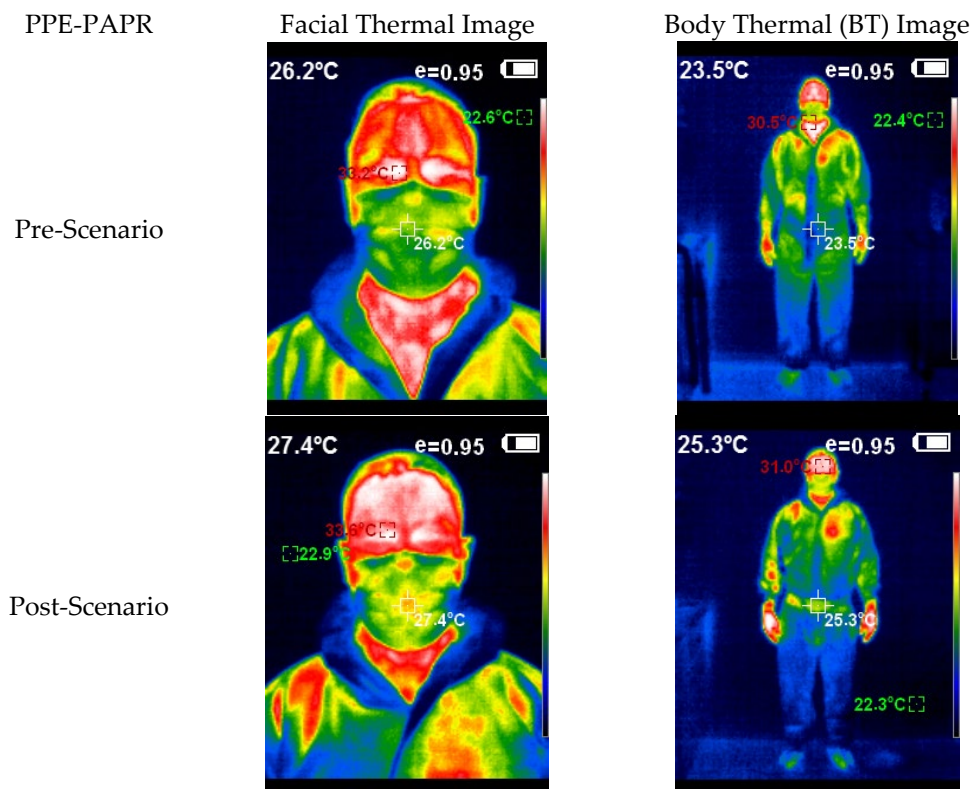 PPE-PAPR Facial Thermal Image Body Thermal (BT) Image
26.2°C e=0.95
22.6°C
33.2°C
26.2°C
23.5°C e=0.95
30.5°C 22.4°C
23.5°C
Pre-Scenario
27.4°C e=0.95
33.6°C
22.9°C
27.4°C
25.3°C e=0.95
31.0°C
25.3°C
22.3°C
Post-Scenario